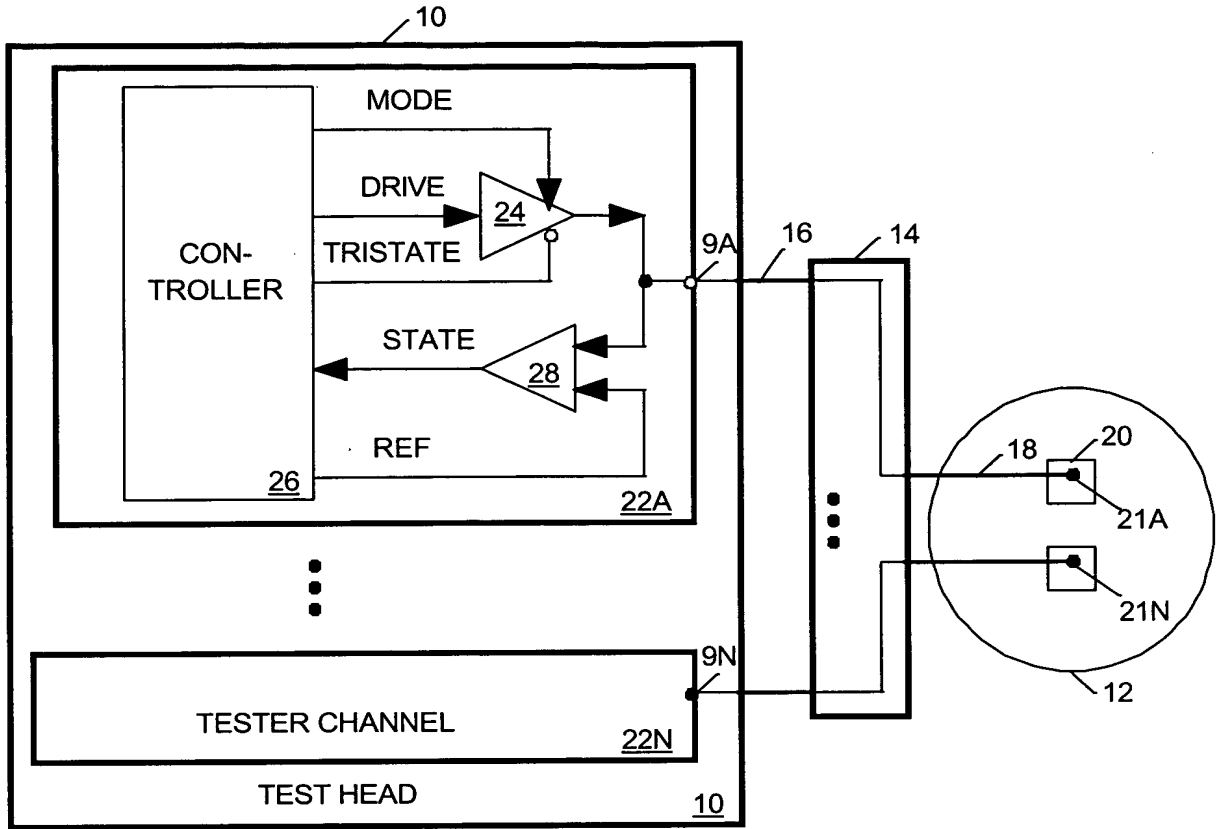 10
MODE
DRIVE
24
TRISTATE
CON-
TROLLER
9A
16
14
STATE
28
REF
26
22A
18
20
21A
21N
12
9N
TESTER CHANNEL
22N
TEST HEAD
10